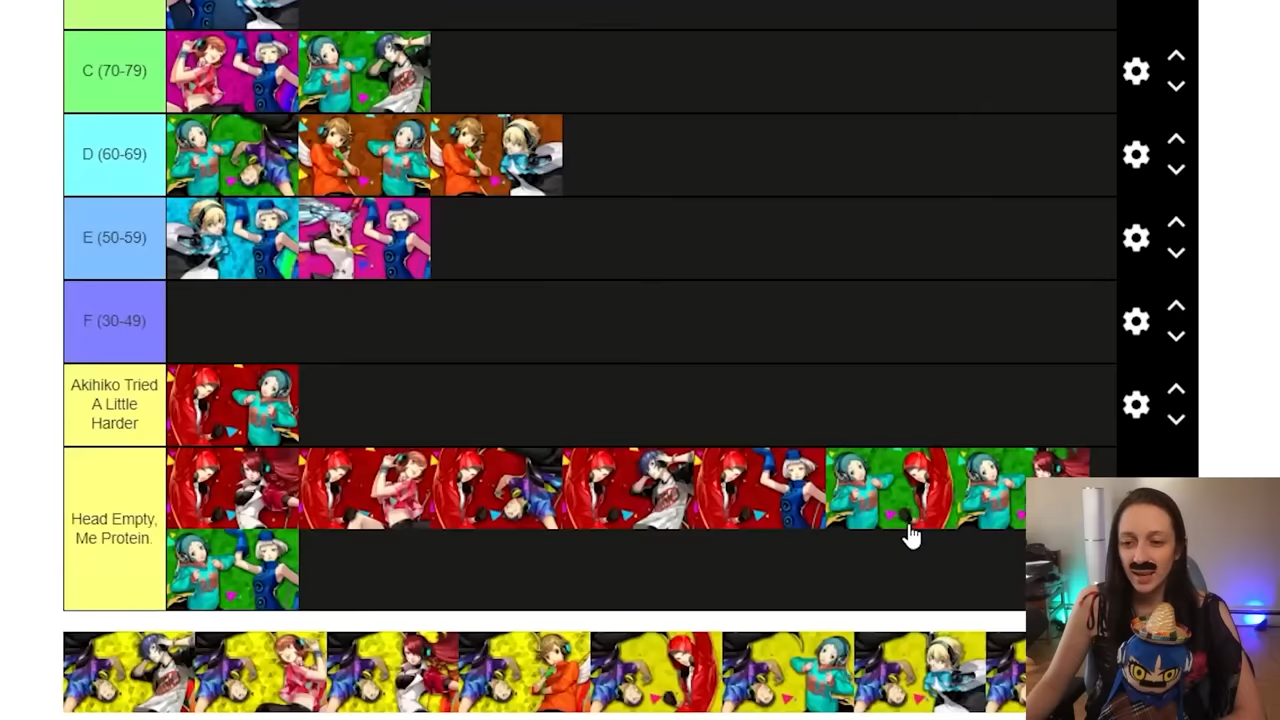 C (70-79)
D (60-69)
E (50-59)
F (30-49)
Akihiko Tried
A Little
Harder
Head Empty,
Me Protein.